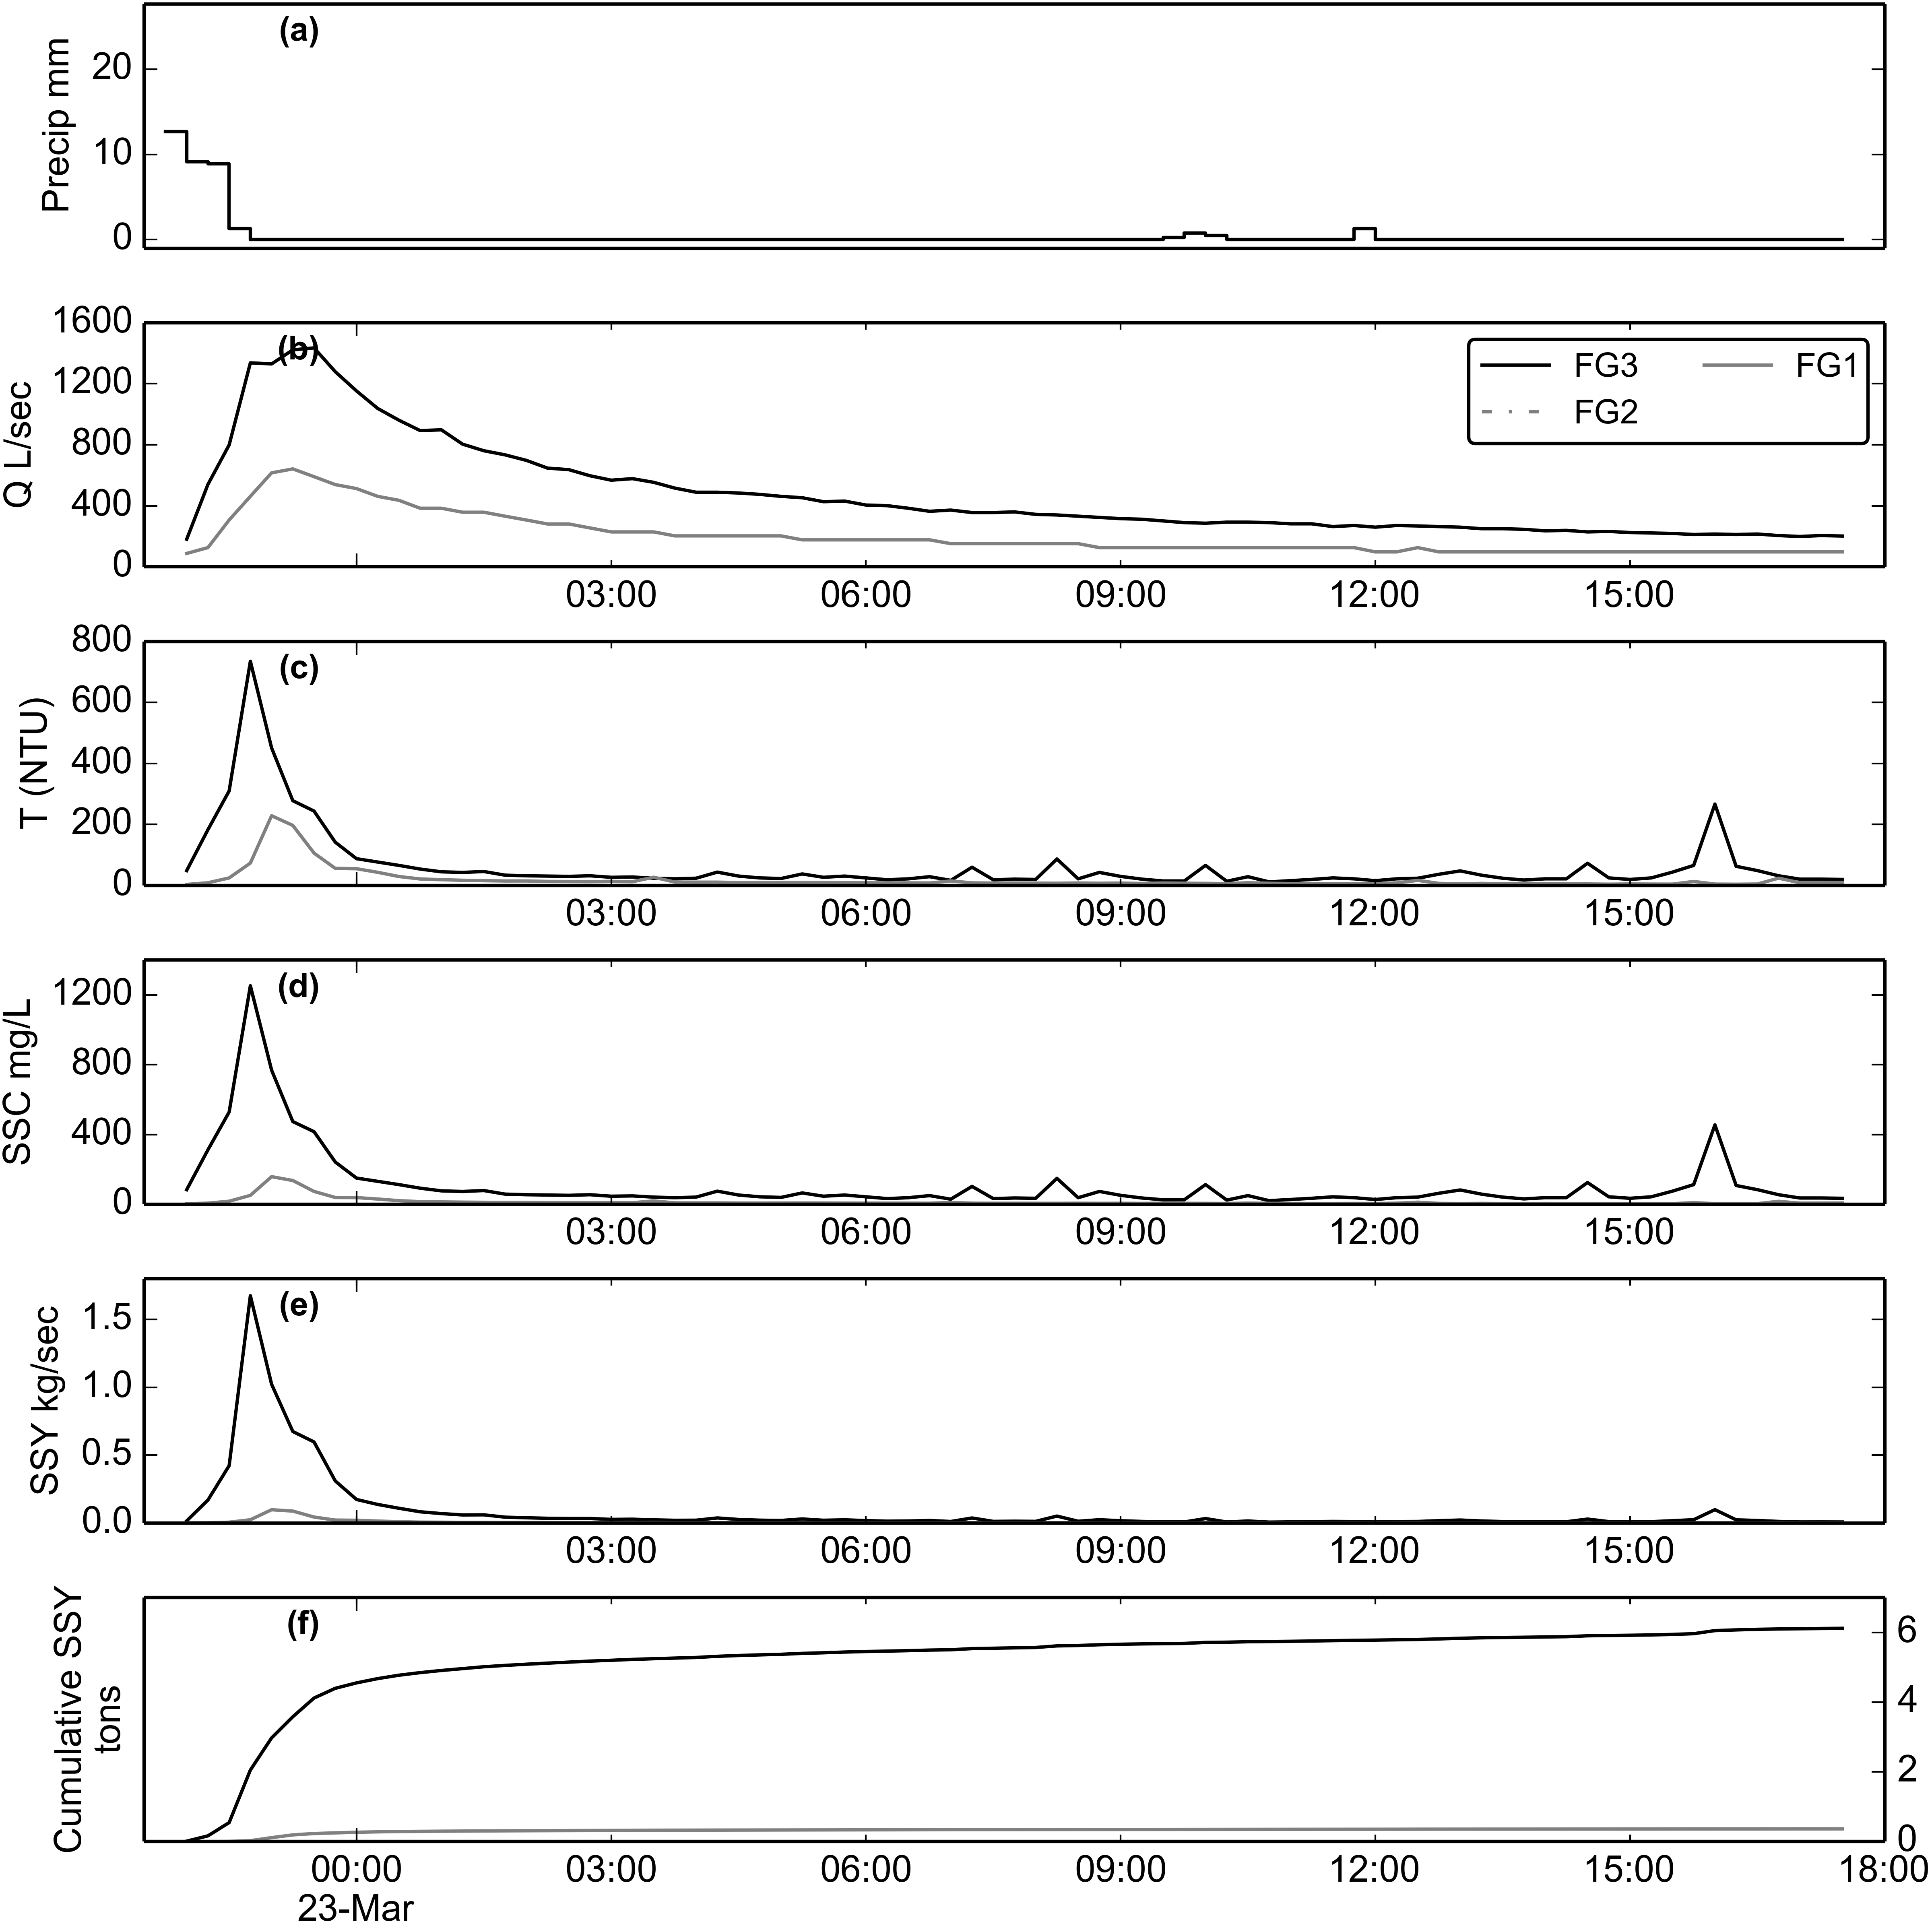 (a)
Precip mm
20
10
0
(b)
Q L/sec
1600
1200
800
400
0
FG3
FG1
FG2
03:00 06:00 09:00 12:00 15:00
(c)
T (NTU)
800
600
400
200
0
03:00 06:00 09:00 12:00 15:00
(d)
SSC mg/L
1200
800
400
0
03:00 06:00 09:00 12:00 15:00
(e)
SSY kg/sec
1.5
1.0
0.5
0.0
03:00 06:00 09:00 12:00 15:00
(f)
Cumulative SSY
tons
6
4
2
0
00:00 03:00 06:00 09:00 12:00 15:00 18:00
23-Mar